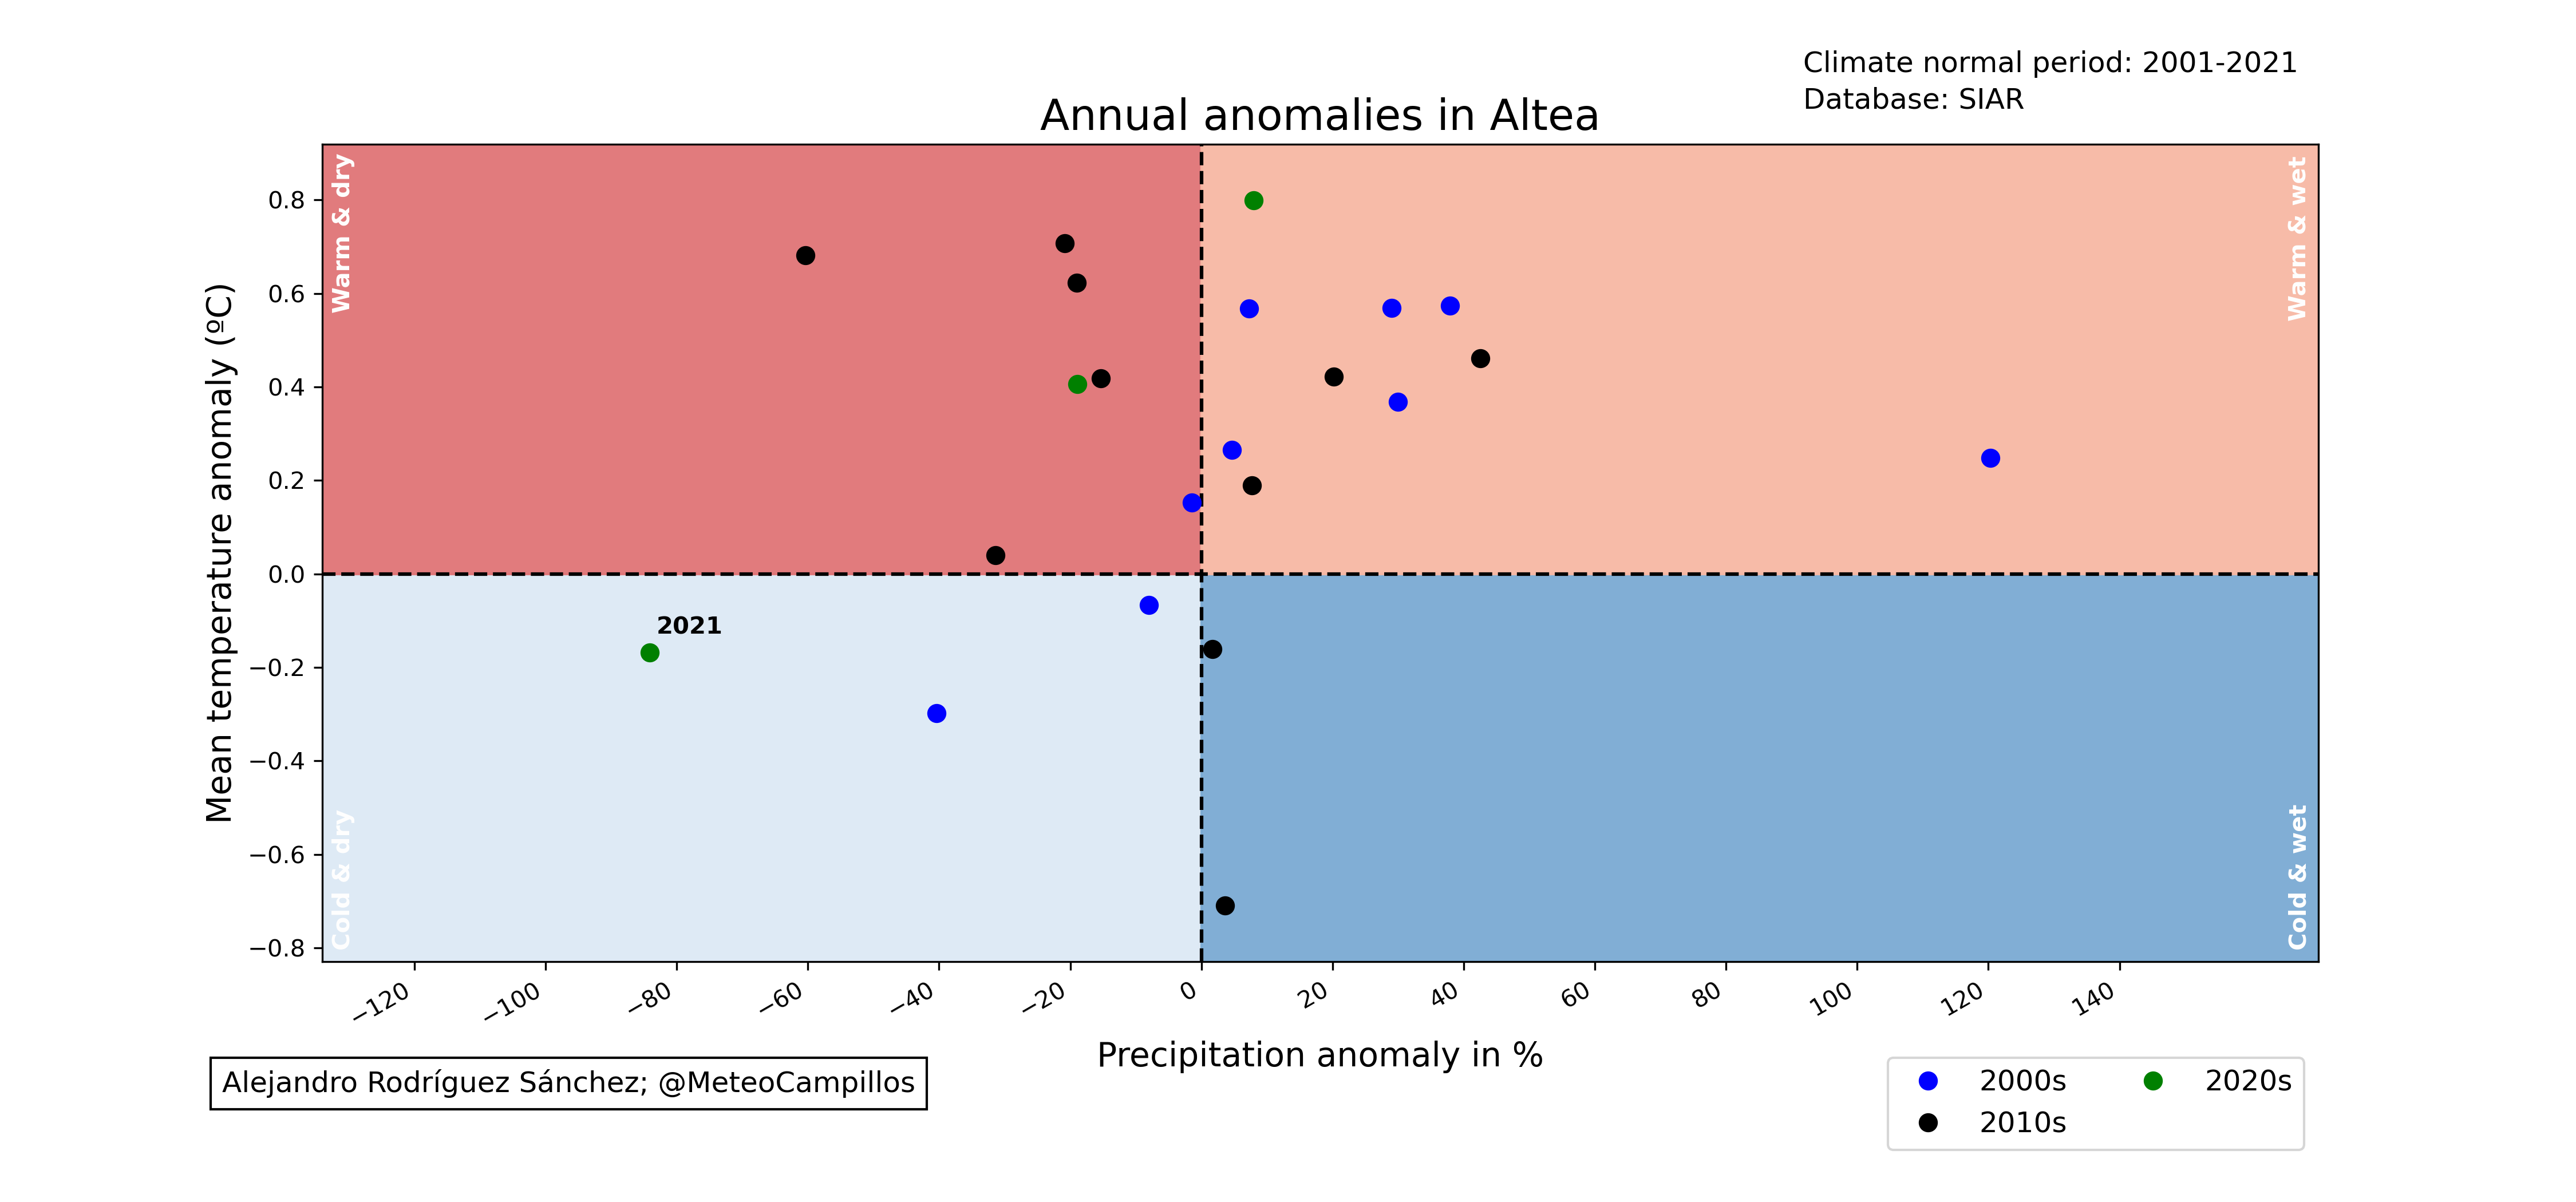 Climate normal period: 2001-2021
Database: SIAR
Annual anomalies in Altea
Warm & dry
Warm & wet
Mean temperature anomaly (ºC)
0.8
0.6
0.4
0.2
0.0
−0.2
−0.4
−0.6
−0.8
2021
Cold & dry
Cold & wet
−120 −100 −80 −60 −40 −20 0 20 40 60 80 100 120 140
Precipitation anomaly in %
Alejandro Rodríguez Sánchez; @MeteoCampillos
2000s 2020s
2010s